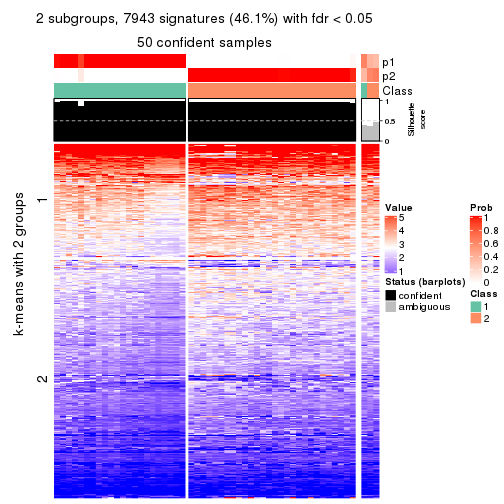 2 subgroups, 7943 signatures (46.1%) with fdr < 0.05
50 confident samples
p1
p2
Class
1
0.5
0
Silhouette
score
k-means with 2 groups
1
2
Value
5
4
3
2
1
Status (barplots)
confident
ambiguous
Prob
1
0.8
0.6
0.4
0.2
0
Class
1
2